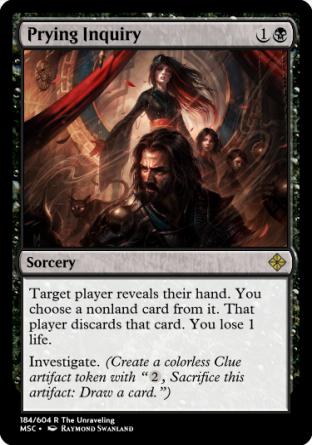 Prying Inquiry 1
Sorcery
Target player reveals their hand. You
choose a nonland card from it. That
player discards that card. You lose 1
life.
Investigate. (Create a colorless Clue
artifact token with “2, Sacrifice this
artifact: Draw a card.”)
184/604 R The Unraveling
MSC • Raymond Swanland